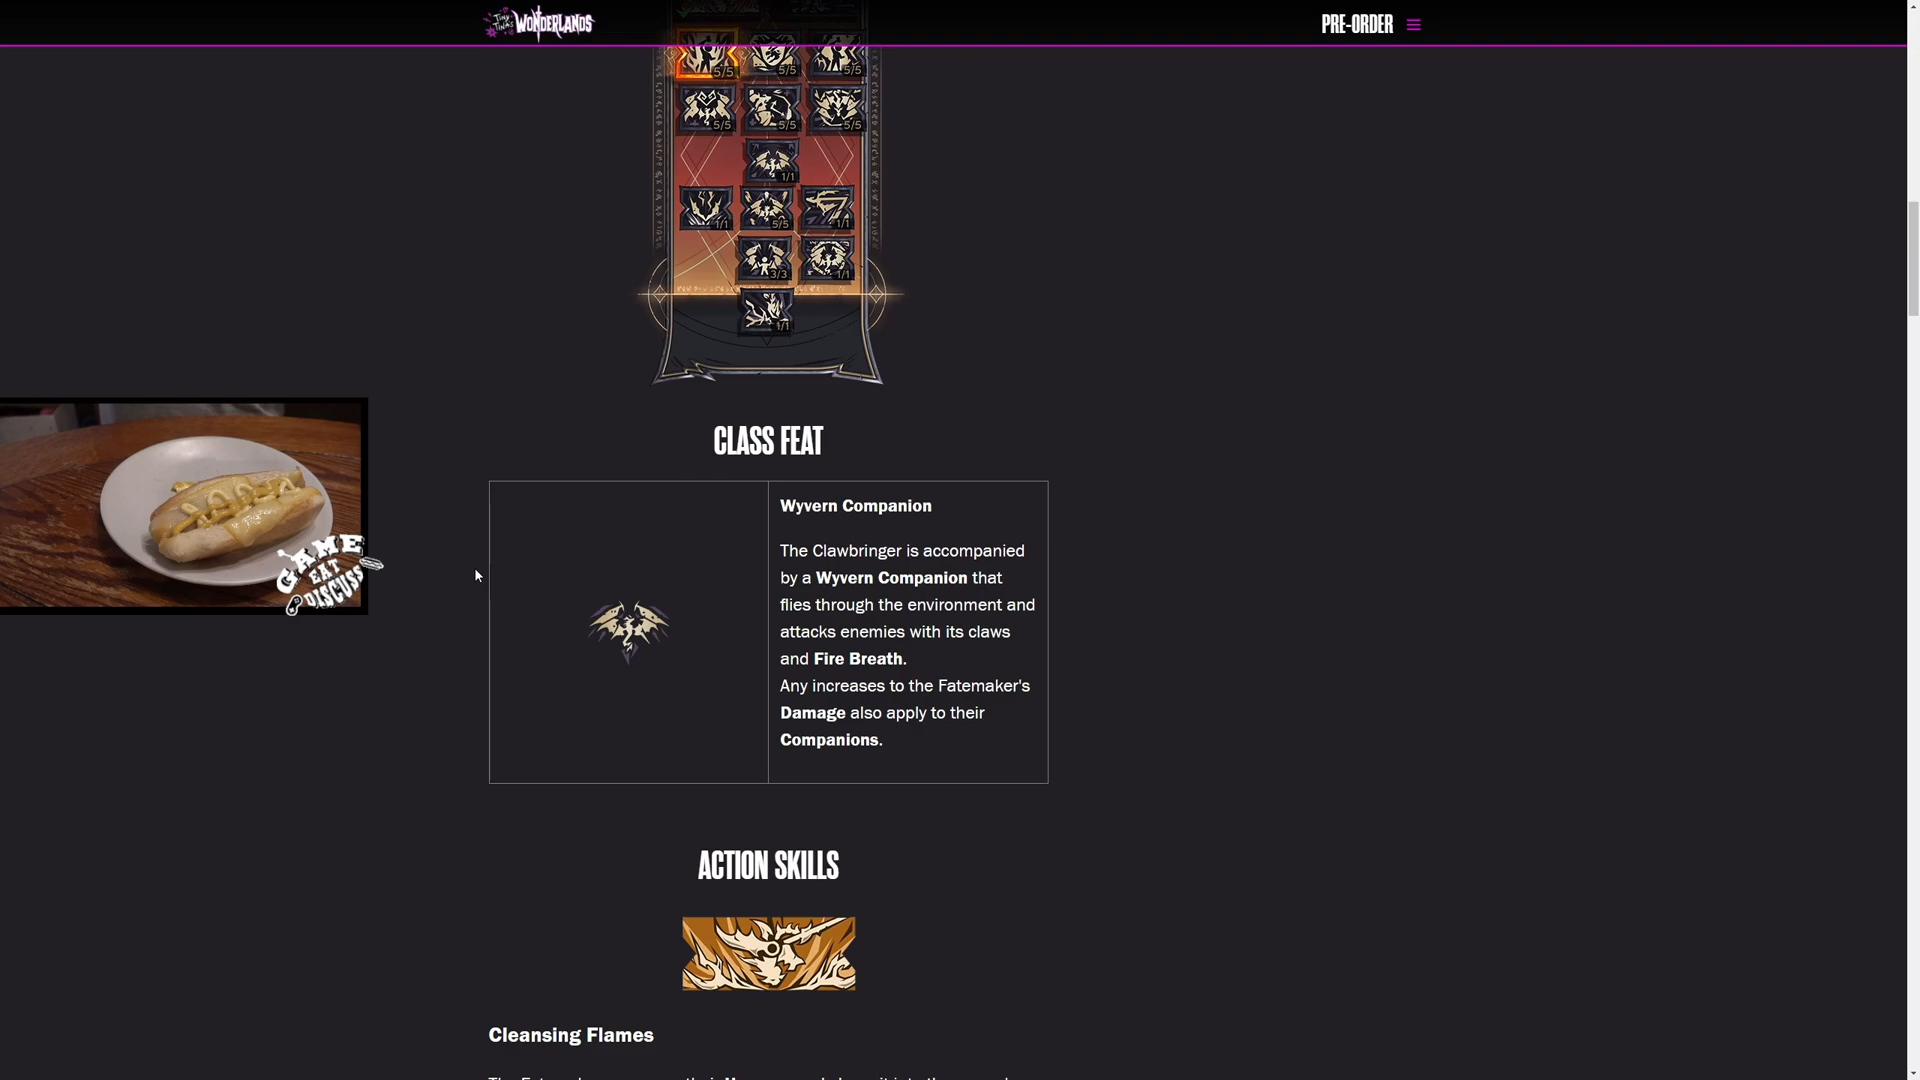 Tiny Tina's
WONDERLANDS
PRE-ORDER
5/5
5/5
5/5
5/5
5/5
5/5
1/1
1/1
5/5
1/1
3/3
1/1
1/1
CLASS FEAT
Wyvern Companion
The Clawbringer is accompanied
by a Wyvern Companion that
flies through the environment and
attacks enemies with its claws
and Fire Breath.
Any increases to the Fatemaker's
Damage also apply to their
Companions.
GAME
EAT
DISCUSS
ACTION SKILLS
Cleansing Flames